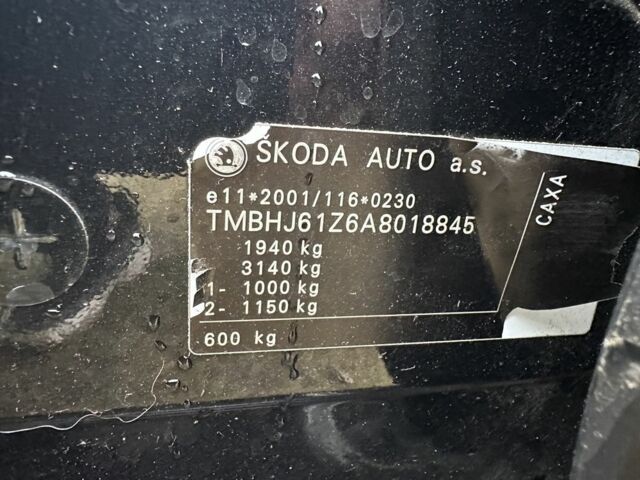 ŠKODA AUTO a.s.
e11*2001/116*0230
TMBHJ61Z6A8018845
1940 kg
3140 kg
1- 1000 kg
2- 1150 kg
600 kg
CAXA